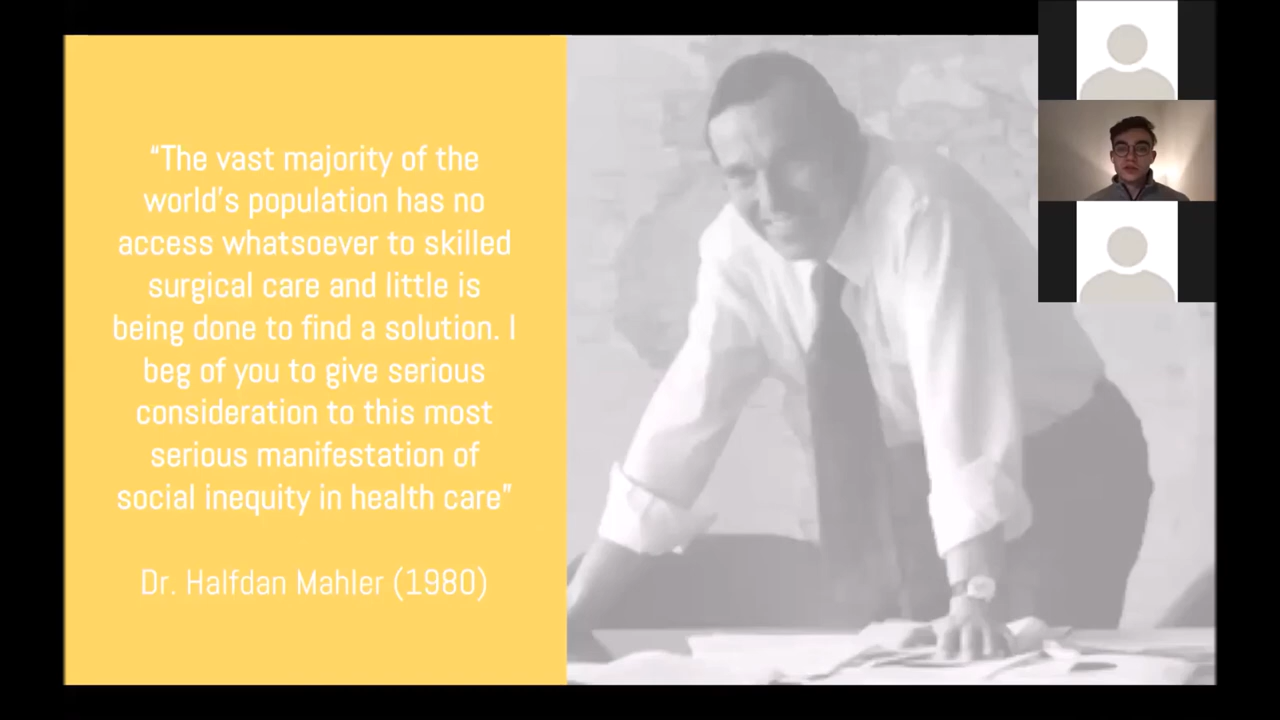 “The vast majority of the
world's population has no
access whatsoever to skilled
surgical care and little is
being done to find a solution. I
beg of you to give serious
consideration to this most
serious manifestation of
social inequity in health care”
Dr. Halfdan Mahler (1980)